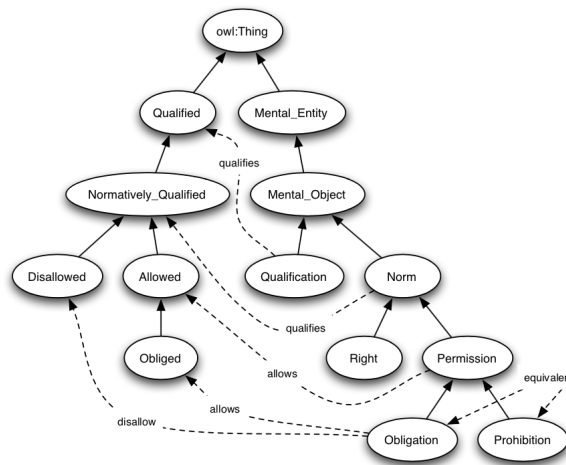 owl:Thing
Qualified
Mental_Entity
qualifies
Normatively_Qualified
Mental_Object
Disallowed
Allowed
Qualification
Norm
qualifies
Obliged
Right
Permission
allows
equivalen
allows
disallow
Obligation
Prohibition